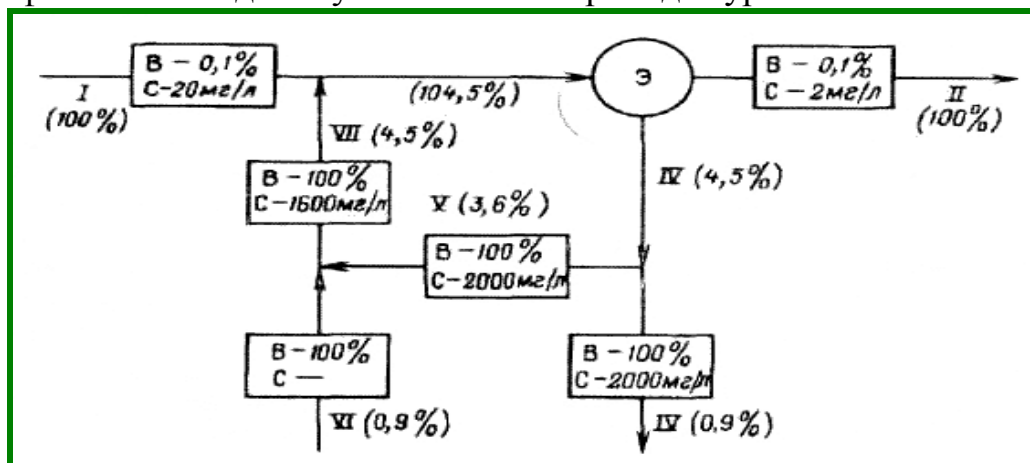 В – 0,1%
С–20мг/л
I
(100%)
(104,5%)
Э
В – 0,1%
С – 2мг/л
II
(100%)
VII (4,5%)
IV (4,5%)
В – 100%
С–1600мг/л
V (3,6%)
В – 100%
С–2000мг/л
В – 100%
С —
В – 100%
С–2000мг/л
VI (0,9%)
IV (0,9%)